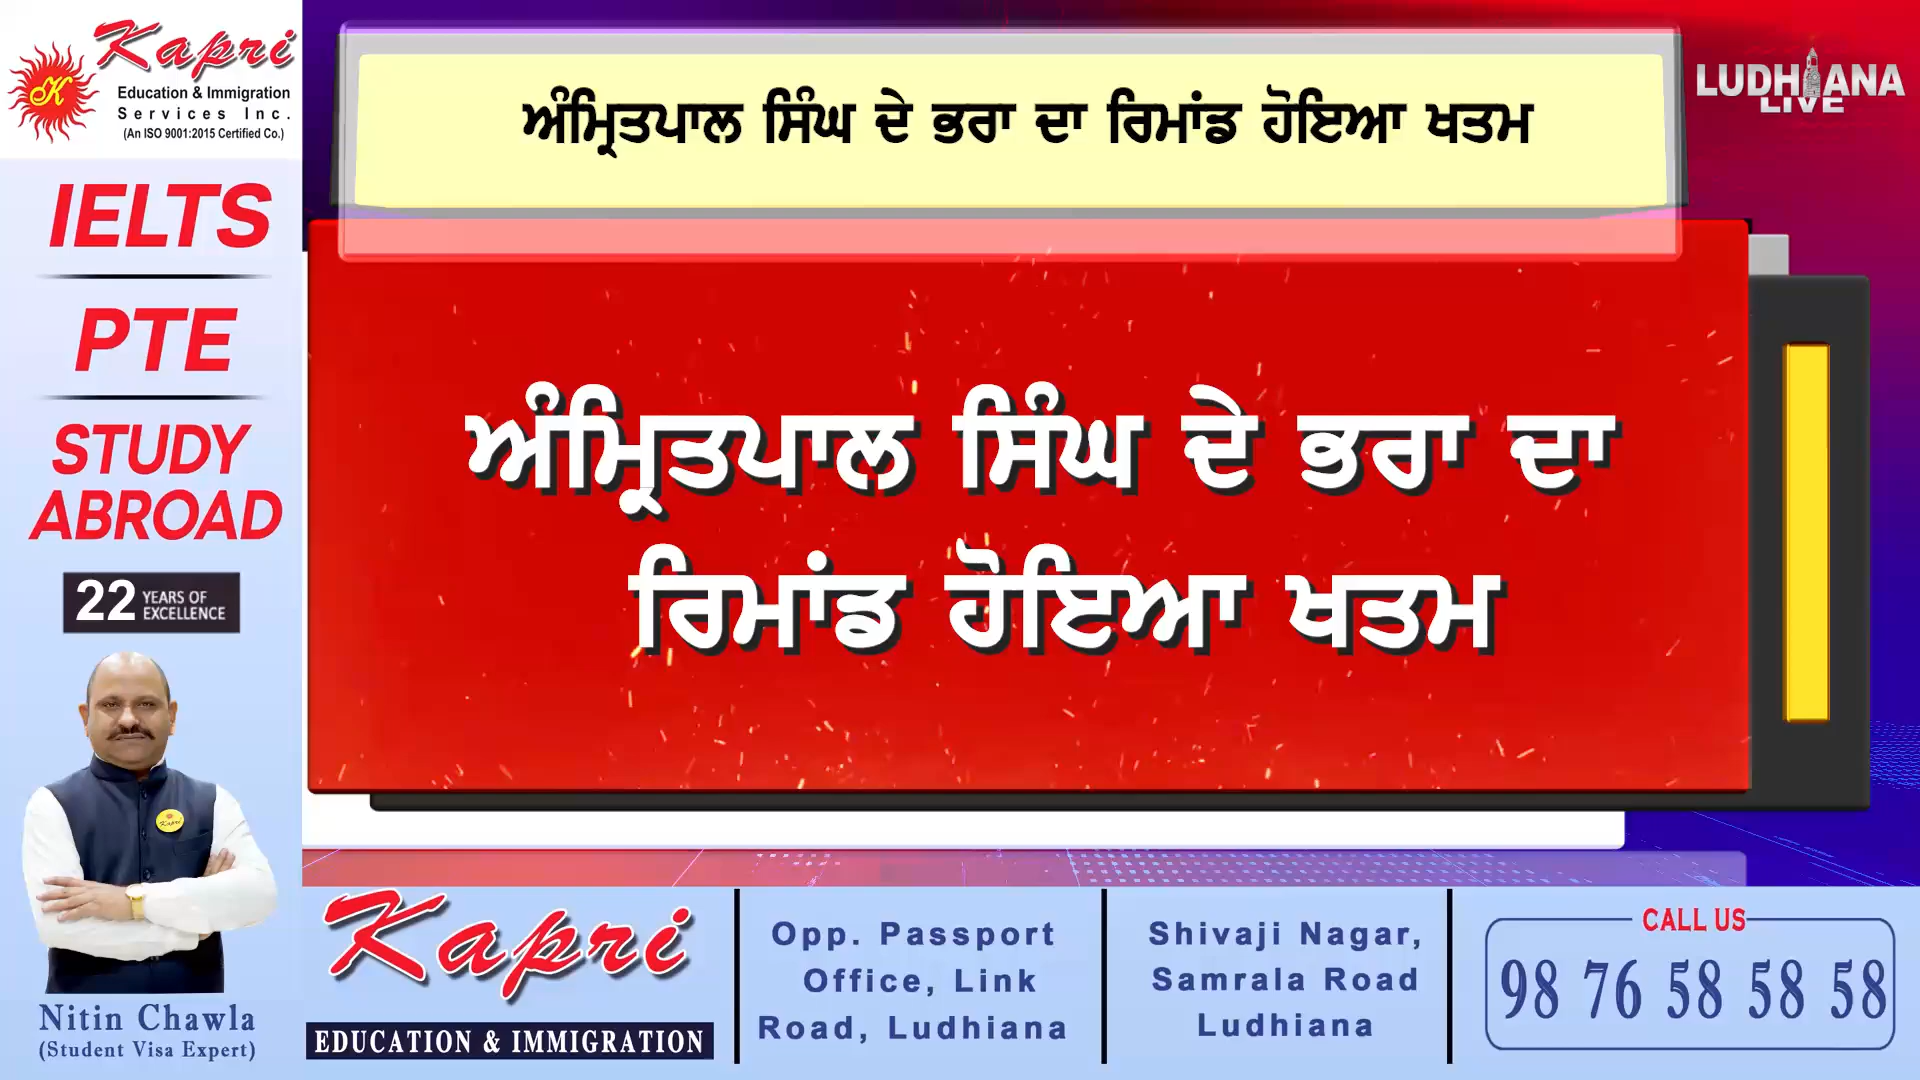 Kapri
Education & Immigration
Services Inc.
(An ISO 9001:2015 Certified Co.)
K
IELTS
PTE
STUDY
ABROAD
22 YEARS OF
EXCELLENCE
Kapri
Nitin Chawla
(Student Visa Expert)
ਅੰਮ੍ਰਿਤਪਾਲ ਸਿੰਘ ਦੇ ਭਰਾ ਦਾ ਰਿਮਾਂਡ ਹੋਇਆ ਖਤਮ
LUDHIANA
LIVE
ਅੰਮ੍ਰਿਤਪਾਲ ਸਿੰਘ ਦੇ ਭਰਾ ਦਾ
ਰਿਮਾਂਡ ਹੋਇਆ ਖਤਮ
Kapri
EDUCATION & IMMIGRATION
Opp. Passport
Office, Link
Road, Ludhiana
Shivaji Nagar,
Samrala Road
Ludhiana
CALL US
98 76 58 58 58